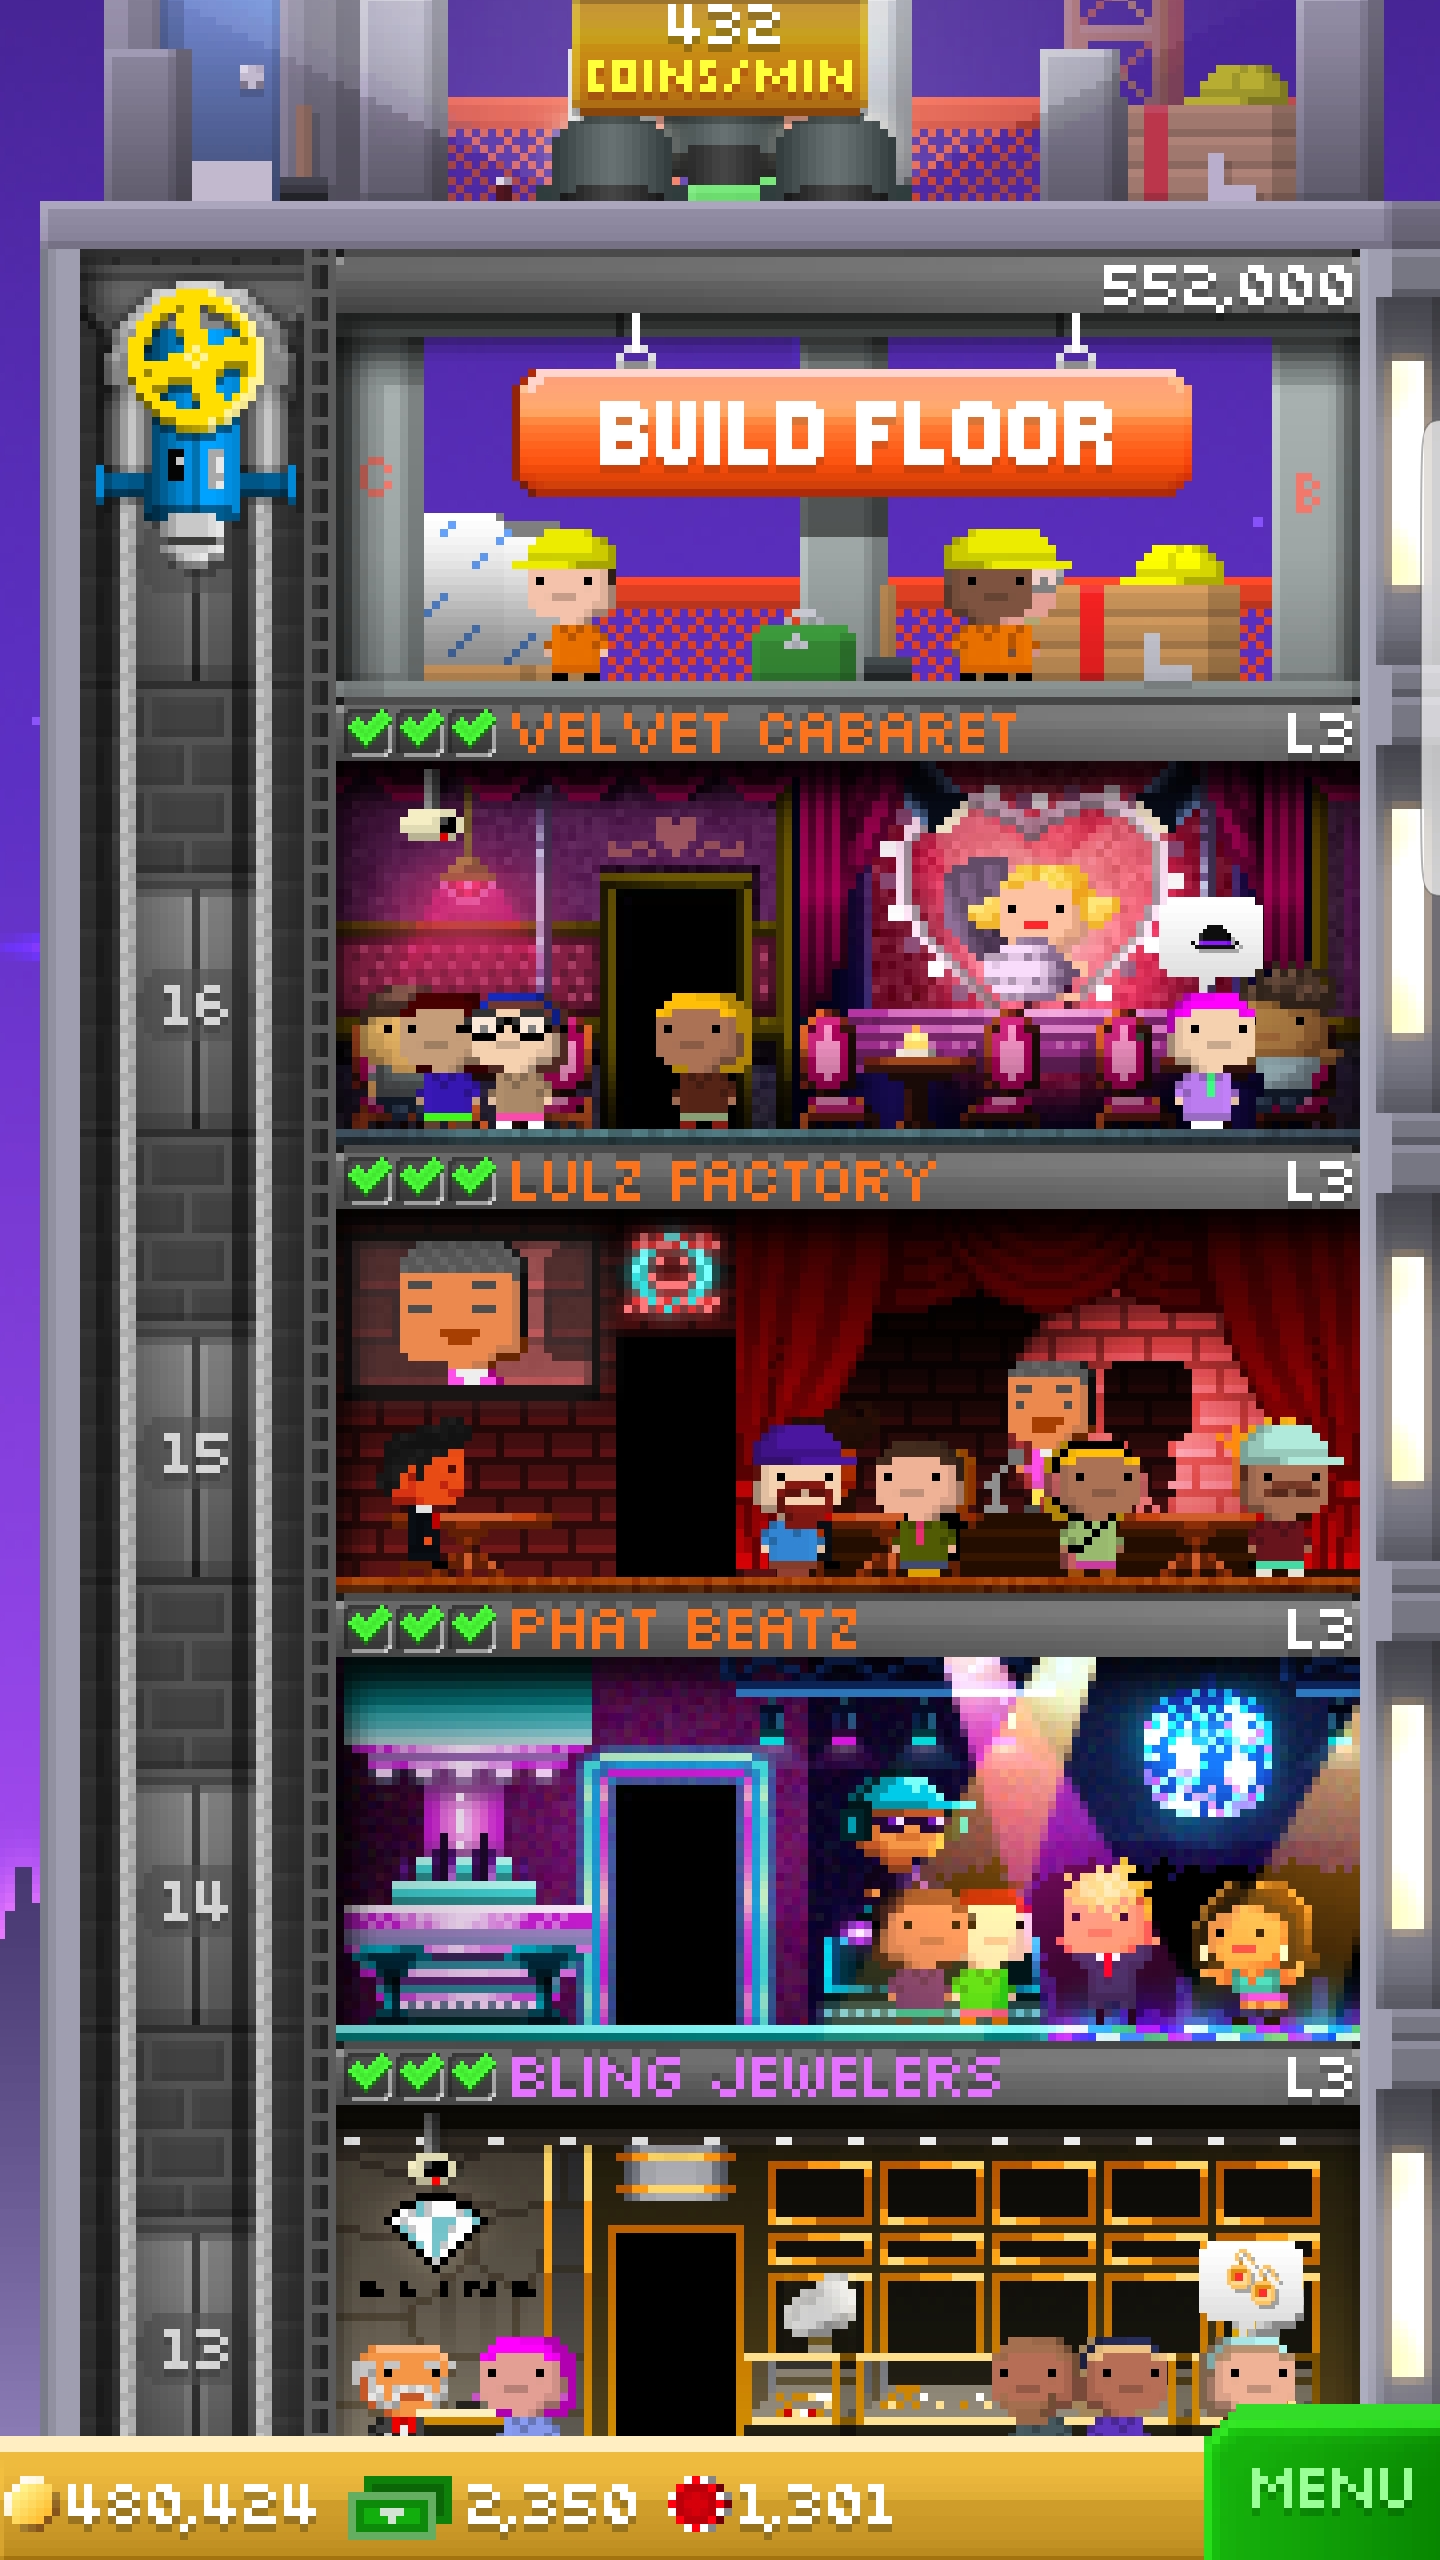 432
COINS/MIN
552,000
BUILD FLOOR
C
B
VELVET CABARET L3
16
LULZ FACTORY L3
15
PHAT BEATZ L3
14
BLING JEWELERS L3
BLING
13
480,424 2,350 1,301
MENU